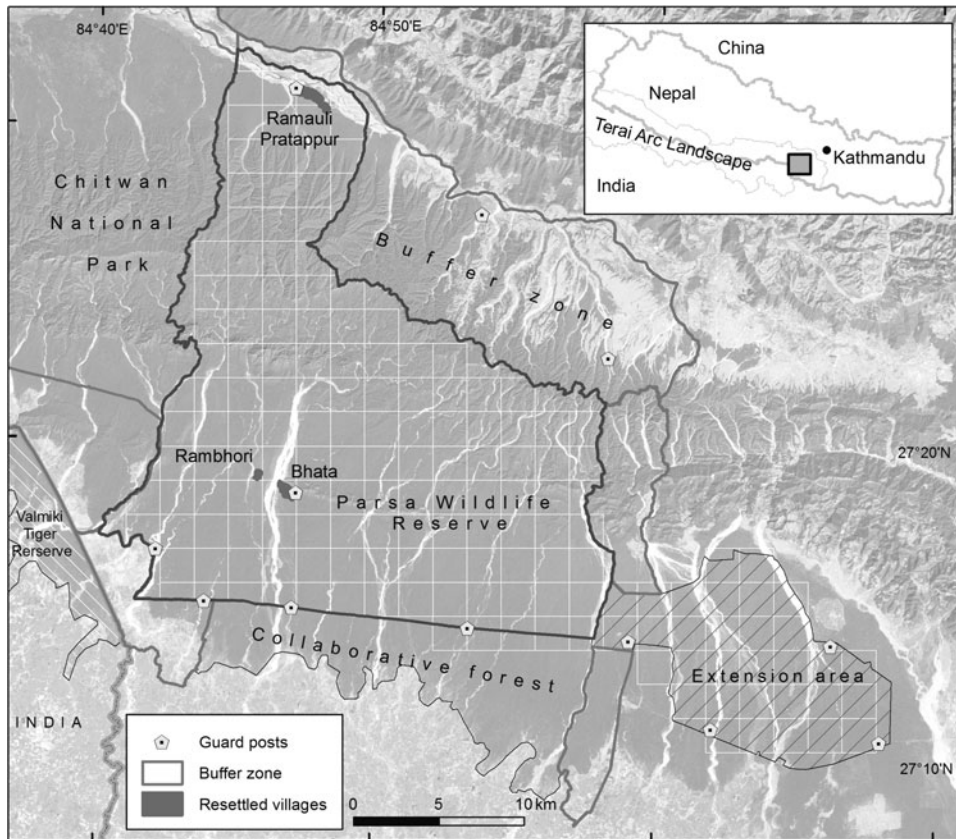 84°40'E
84°50'E
China
Nepal
Terai Arc Landscape
Kathmandu
India
Ramauli
Pratappur
Chitwan
National
Park
Buffer zone
27°20'N
Rambhori
Bhata
Parsa Wildlife
Reserve
Valmiki
Tiger
Rerserve
Collaborative forest
Extension area
INDIA
Guard posts
Buffer zone
Resettled villages
0 5 10 km
27°10'N